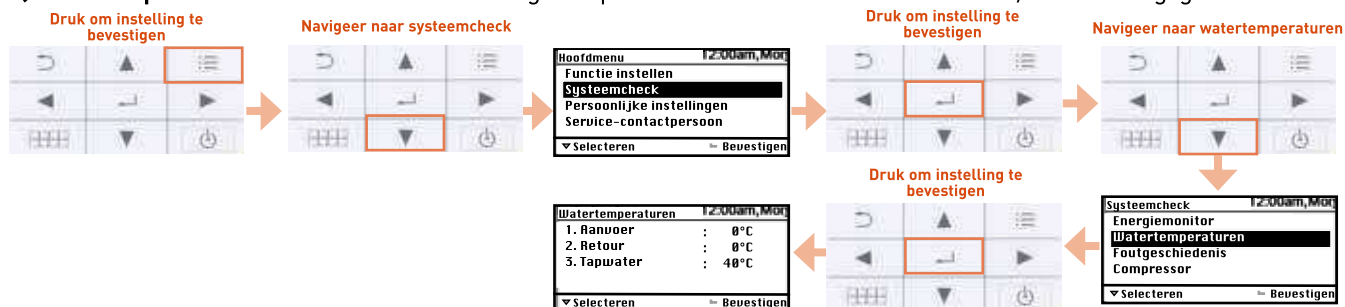 Druk om instelling te
bevestigen
Navigeer naar systeemcheck
Hoofdmenu 12:00am, Mon
Functie instellen
Systeemcheck
Persoonlijke instellingen
Service-contactpersoon
Selecteren Bevestigen
Druk om instelling te
bevestigen
Navigeer naar watertemperaturen
Systeemcheck 12:00am, Mon
Energiemonitor
Watertemperaturen
Foutgeschiedenis
Compressor
Selecteren Bevestigen
Druk om instelling te
bevestigen
Watertemperaturen 12:00am, Mon
1. Aanvoer : 0°C
2. Retour : 0°C
3. Tapwater : 40°C
Selecteren Bevestigen